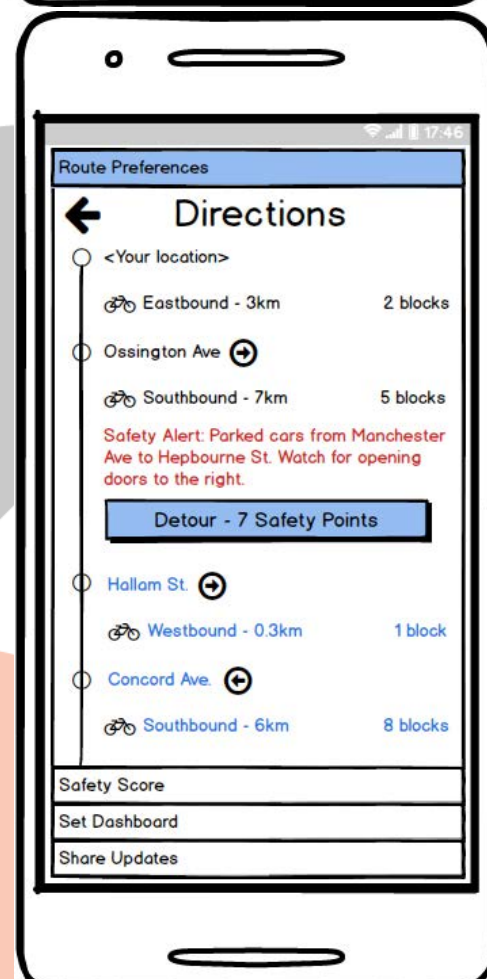 17:46
Route Preferences
Directions
<Your location>
Eastbound - 3km 2 blocks
Ossington Ave
Southbound - 7km 5 blocks
Safety Alert: Parked cars from Manchester
Ave to Hepbourne St. Watch for opening
doors to the right.
Detour - 7 Safety Points
Hallam St.
Westbound - 0.3km 1 block
Concord Ave.
Southbound - 6km 8 blocks
Safety Score
Set Dashboard
Share Updates